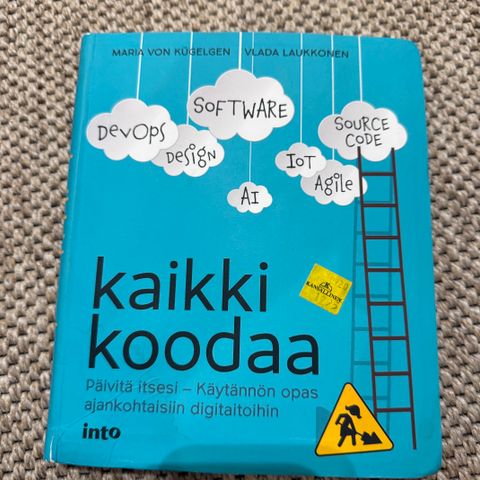 MARIA VON KÜGELGEN VLADA LAUKKONEN
SOFTWARE
DevOPS
DESiGN
SOURCE
CODE
IoT
Agile
AI
kaikki
koodaa
KANSALLINEN
Päivitä itsesi – Käytännön opas
ajankohtaisiin digitaitoihin
into